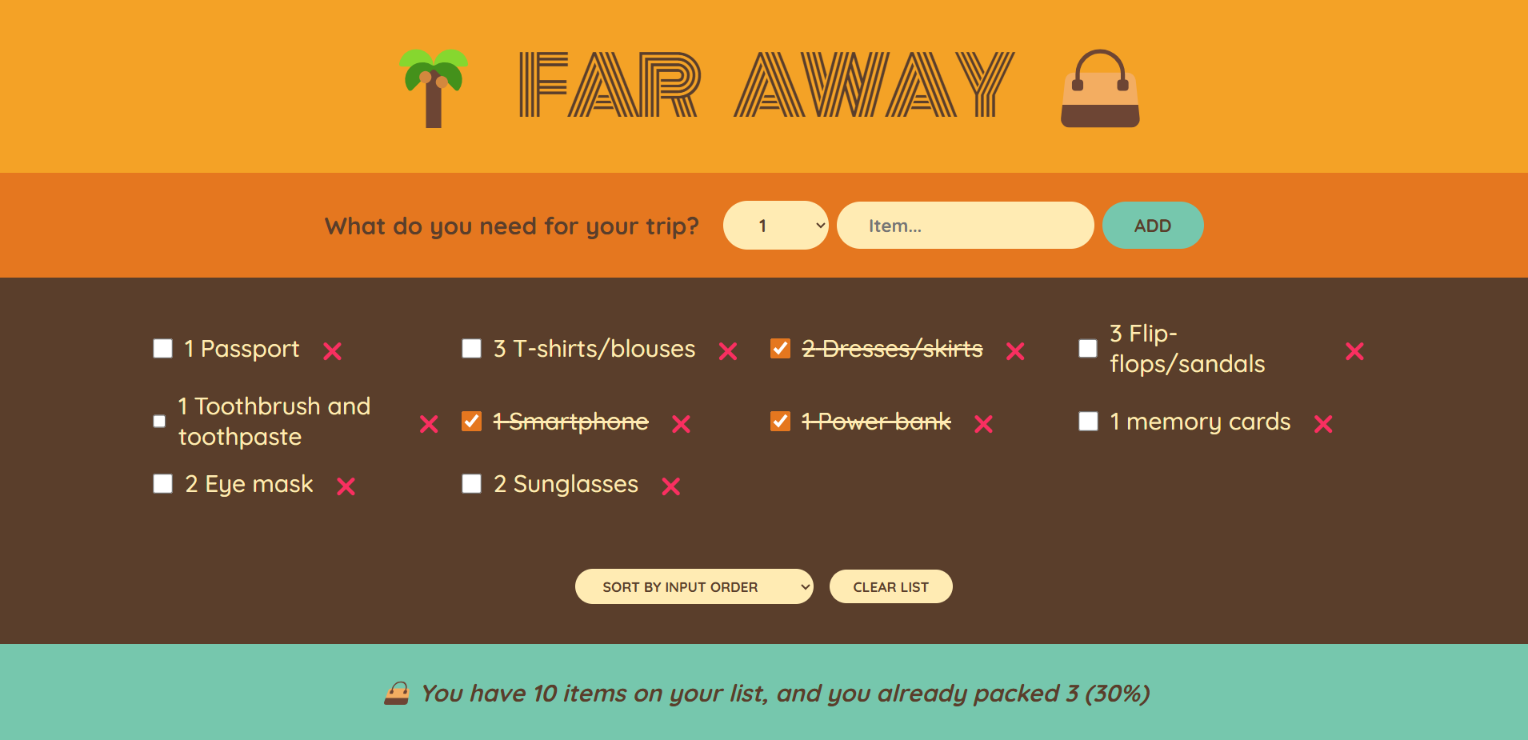 FAR AWAY
What do you need for your trip? 1 Item... ADD
1 Passport 3 T-shirts/blouses 2 Dresses/skirts 3 Flip-
flops/sandals
1 Toothbrush and
toothpaste 1 Smartphone 1 Power bank 1 memory cards
2 Eye mask 2 Sunglasses
SORT BY INPUT ORDER CLEAR LIST
You have 10 items on your list, and you already packed 3 (30%)